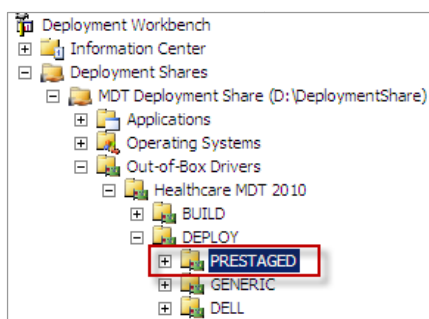 Deployment Workbench
Information Center
Deployment Shares
MDT Deployment Share (D:\DeploymentShare)
Applications
Operating Systems
Out-of-Box Drivers
Healthcare MDT 2010
BUILD
DEPLOY
PRESTAGED
GENERIC
DELL